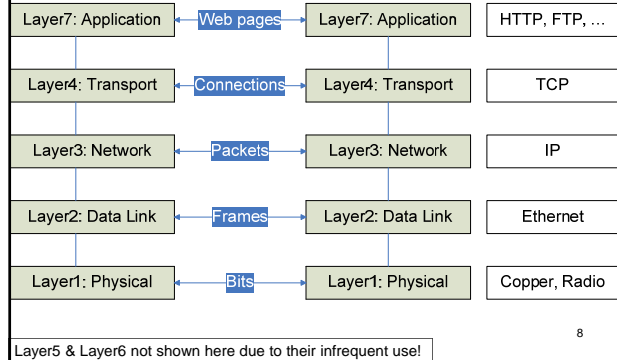 Layer7: Application Web pages Layer7: Application HTTP, FTP, ...
Layer4: Transport Connections Layer4: Transport TCP
Layer3: Network Packets Layer3: Network IP
Layer2: Data Link Frames Layer2: Data Link Ethernet
Layer1: Physical Bits Layer1: Physical Copper, Radio
8
Layer5 & Layer6 not shown here due to their infrequent use!